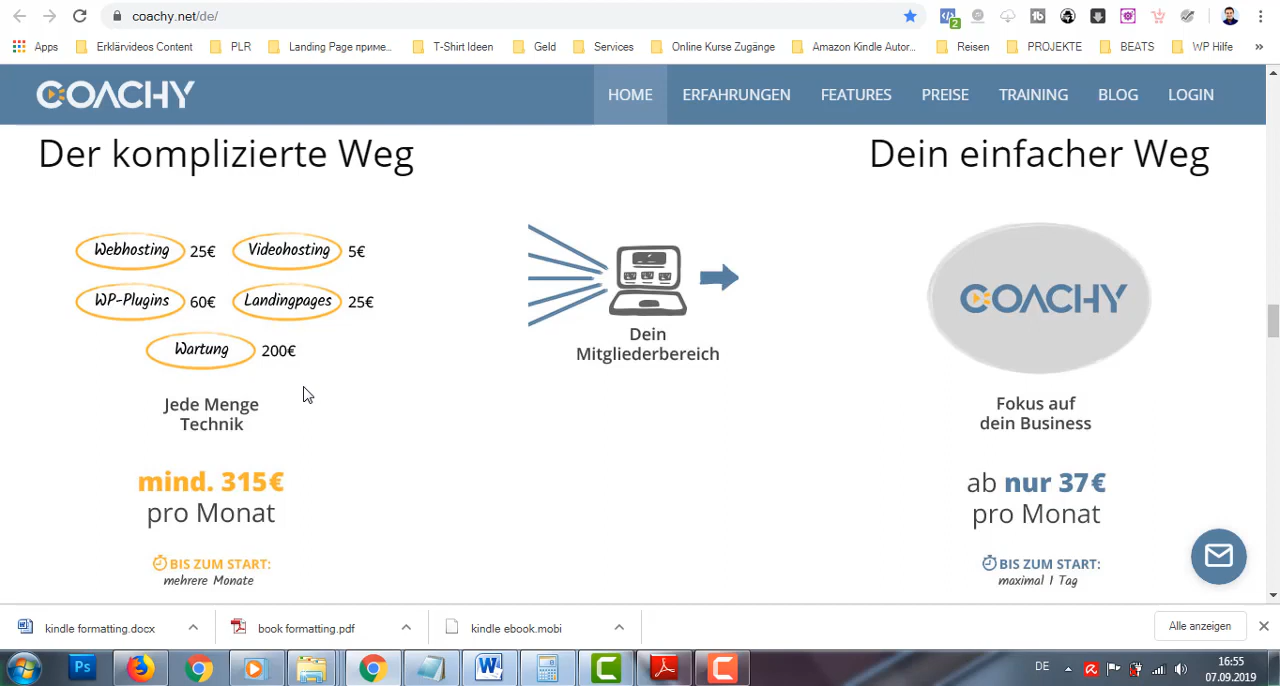 coachy.net/de/
2
Apps
Erklärvideos Content
PLR
Landing Page приме...
T-Shirt Ideen
Geld
Services
Online Kurse Zugänge
Amazon Kindle Autor...
Reisen
PROJEKTE
BEATS
WP Hilfe
»
COACHY
HOME
ERFAHRUNGEN
FEATURES
PREISE
TRAINING
BLOG
LOGIN
Der komplizierte Weg
Dein einfacher Weg
Webhosting 25€
Videohosting 5€
WP-Plugins 60€
Landingpages 25€
Wartung 200€
Jede Menge
Technik
mind. 315€
pro Monat
BIS ZUM START:
mehrere Monate
Dein
Mitgliederbereich
COACHY
Fokus auf
dein Business
ab nur 37€
pro Monat
BIS ZUM START:
maximal 1 Tag
kindle formatting.docx
book formatting.pdf
kindle ebook.mobi
Alle anzeigen
Ps
W
C
C
DE
16:55
07.09.2019